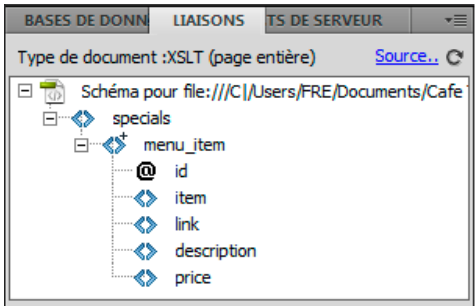 BASES DE DONN LIAISONS TS DE SERVEUR
Type de document :XSLT (page entière) Source.. 
Schéma pour file:///C|/Users/FRE/Documents/Cafe
specials
menu_item
@ id
item
link
description
price